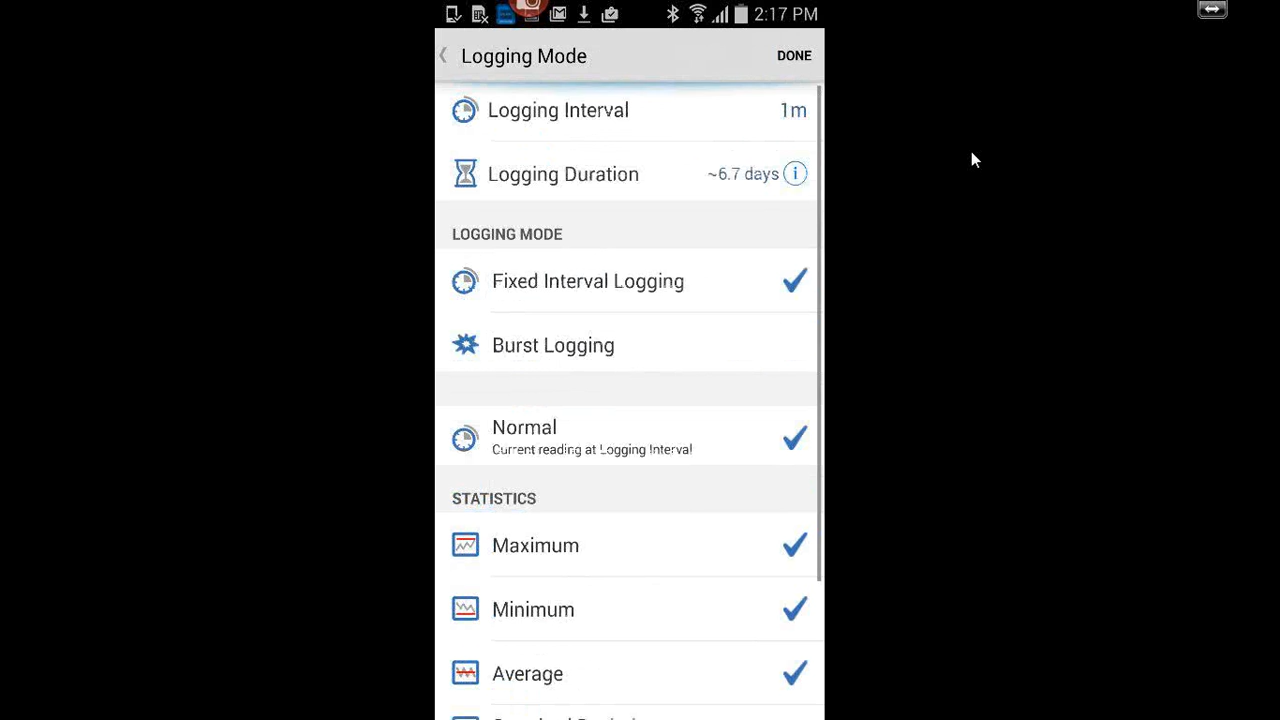 2:17 PM
Logging Mode DONE
Logging Interval 1m
Logging Duration ~6.7 days
LOGGING MODE
Fixed Interval Logging
Burst Logging
Normal
Current reading at Logging Interval
STATISTICS
Maximum
Minimum
Average